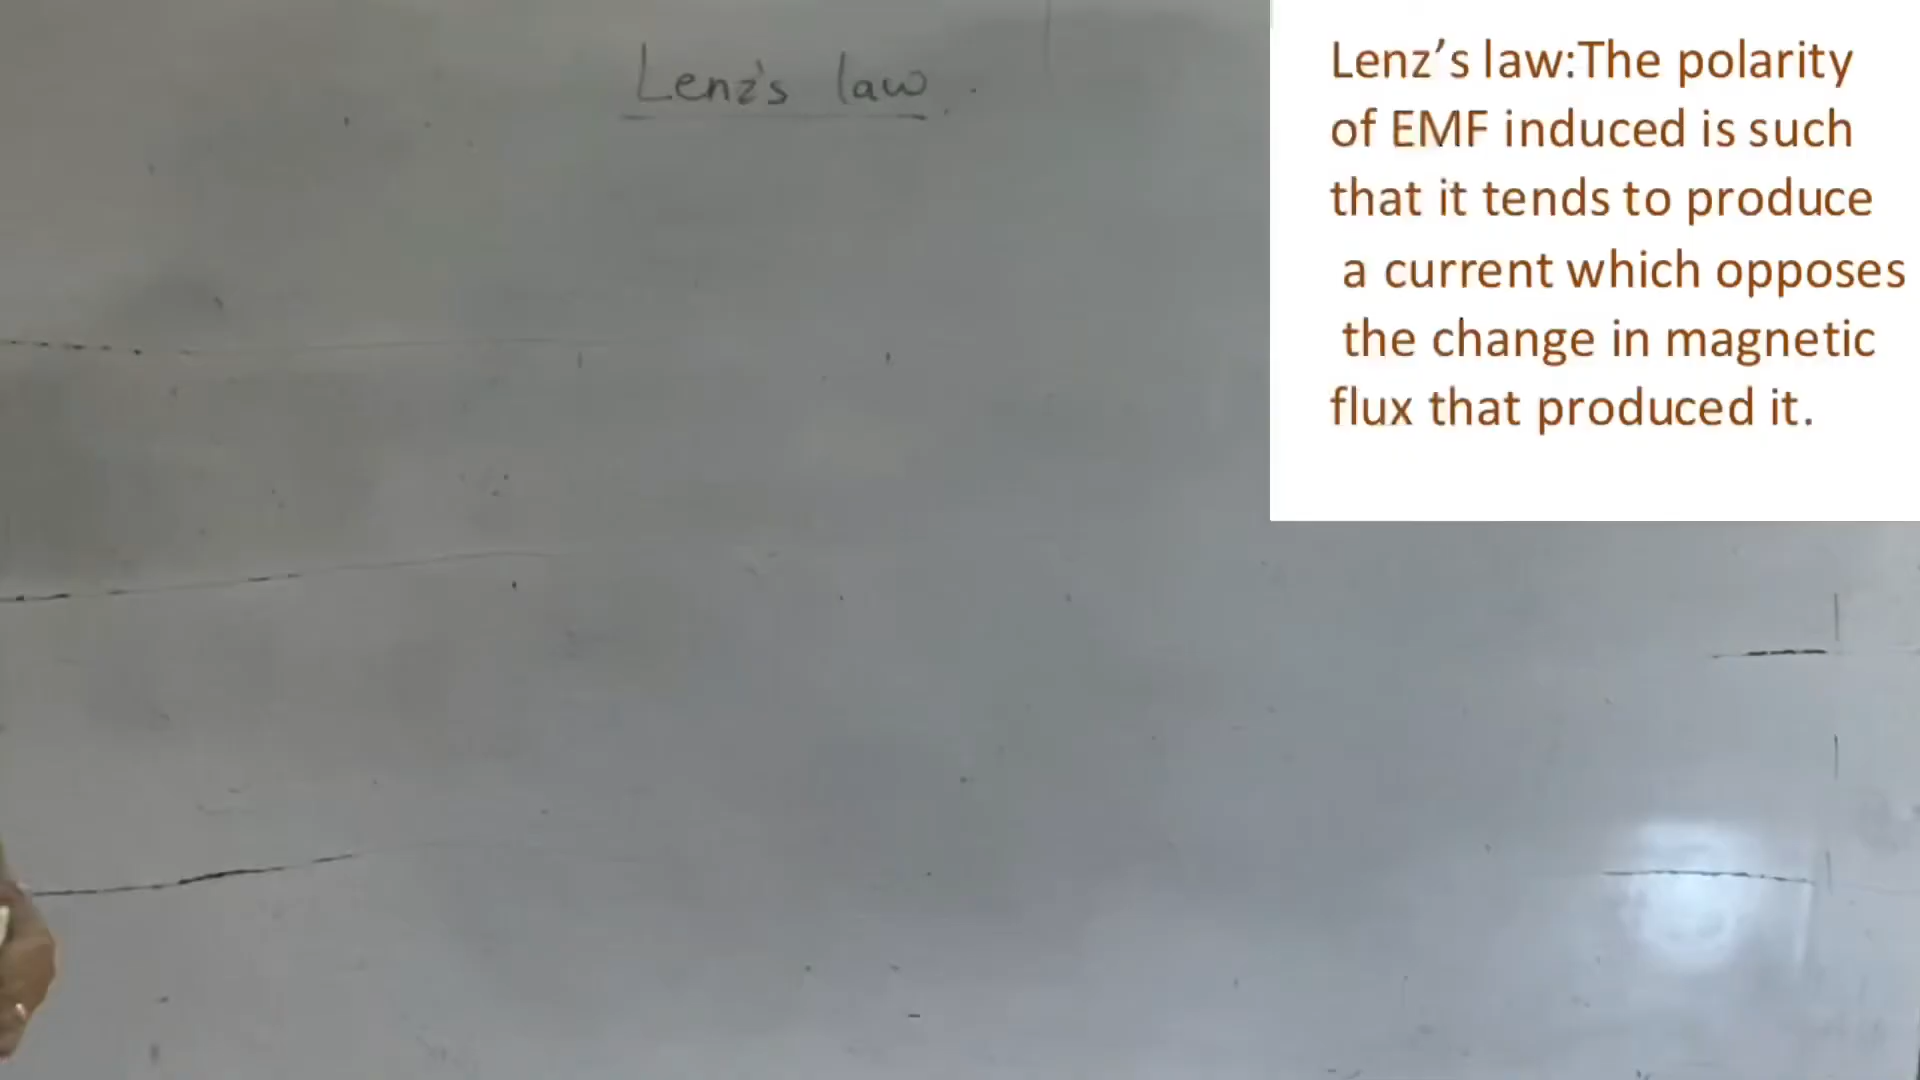 Lenz's law.
Lenz’s law:The polarity
of EMF induced is such
that it tends to produce
a current which opposes
the change in magnetic
flux that produced it.